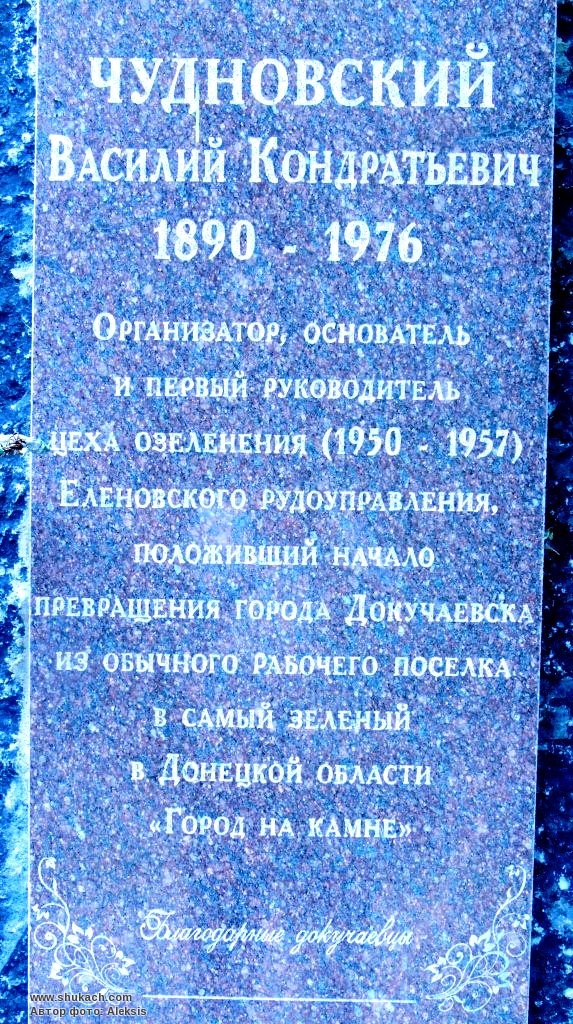 ЧУДНОВСКИЙ
ВАСИЛИЙ КОНДРАТЬЕВИЧ
1890 - 1976
ОРГАНИЗАТОР, ОСНОВАТЕЛЬ
И ПЕРВЫЙ РУКОВОДИТЕЛЬ
ЦЕХА ОЗЕЛЕНЕНИЯ (1950 - 1957)
ЕЛЕНОВСКОГО РУДОУПРАВЛЕНИЯ,
ПОЛОЖИВШИЙ НАЧАЛО
ПРЕВРАЩЕНИЯ ГОРОДА ДОКУЧАЕВСКА
ИЗ ОБЫЧНОГО РАБОЧЕГО ПОСЕЛКА
В САМЫЙ ЗЕЛЕНЫЙ
В ДОНЕЦКОЙ ОБЛАСТИ
«ГОРОД НА КАМНЕ»
Благодарные докучаевцы
www.shukach.com
Автор фото: Aleksis